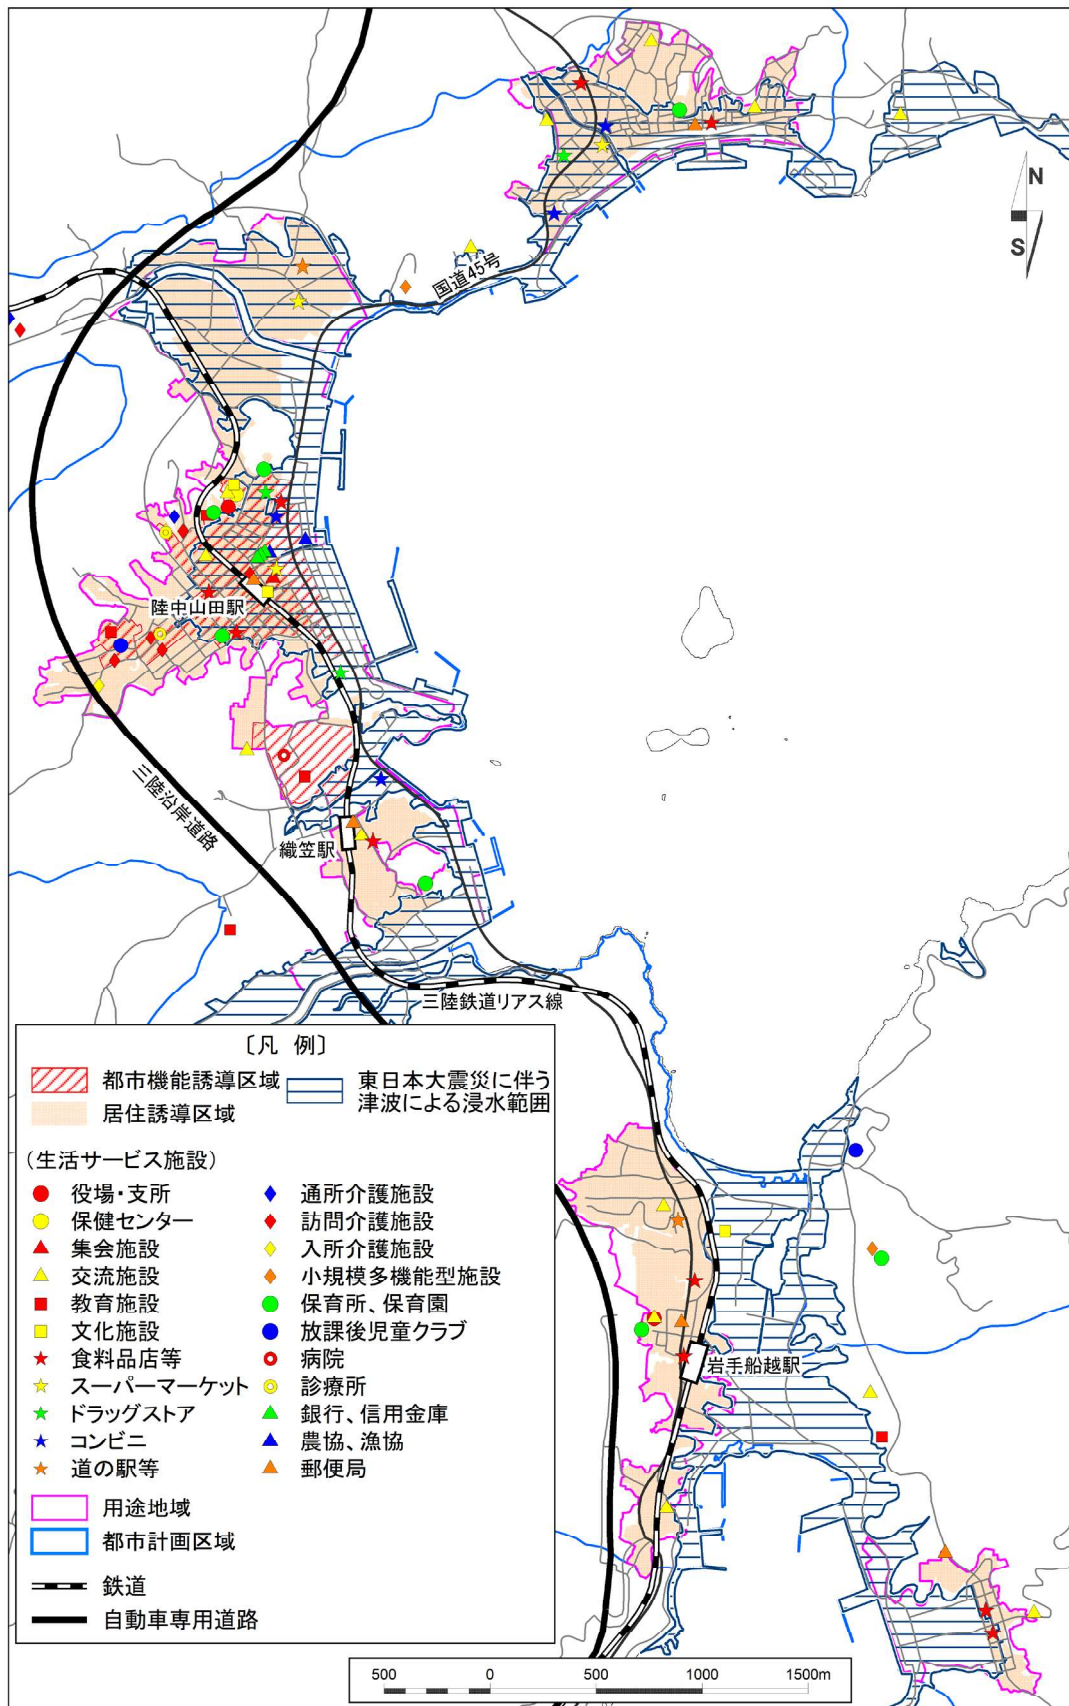 N
S
国道45号
陸中山田駅
三陸沿岸道路
織笠駅
三陸鉄道リアス線
岩手船越駅
〔凡 例〕
都市機能誘導区域
居住誘導区域
東日本大震災に伴う
津波による浸水範囲
(生活サービス施設)
役場・支所
保健センター
集会施設
交流施設
教育施設
文化施設
食料品店等
スーパーマーケット
ドラッグストア
コンビニ
道の駅等
通所介護施設
訪問介護施設
入所介護施設
小規模多機能型施設
保育所、保育園
放課後児童クラブ
病院
診療所
銀行、信用金庫
農協、漁協
郵便局
用途地域
都市計画区域
鉄道
自動車専用道路
500 0 500 1000 1500m